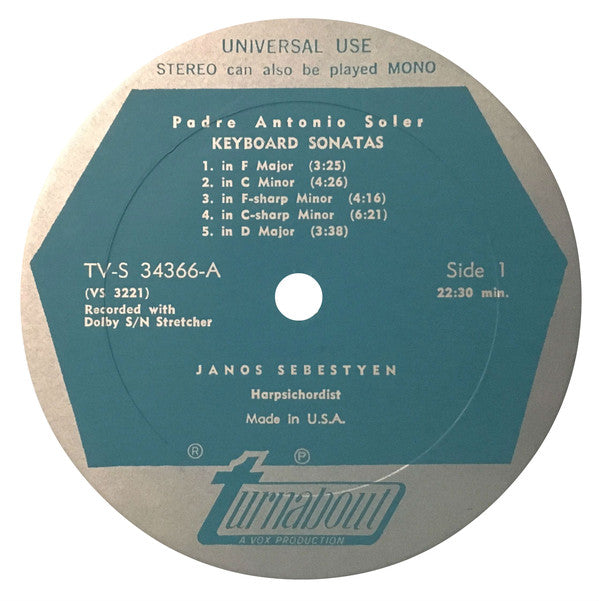 UNIVERSAL USE
STEREO can also be played MONO
Padre Antonio Soler
KEYBOARD SONATAS
1. in F Major (3:25)
2. in C Minor (4:26)
3. in F-sharp Minor (4:16)
4. in C-sharp Minor (6:21)
5. in D Major (3:38)
TV-S 34366-A
(VS 3221)
Recorded with
Dolby S/N Stretcher
Side 1
22:30 min.
JANOS SEBESTYEN
Harpsichordist
Made in U.S.A.
® ℗
turnabout
A VOX PRODUCTION